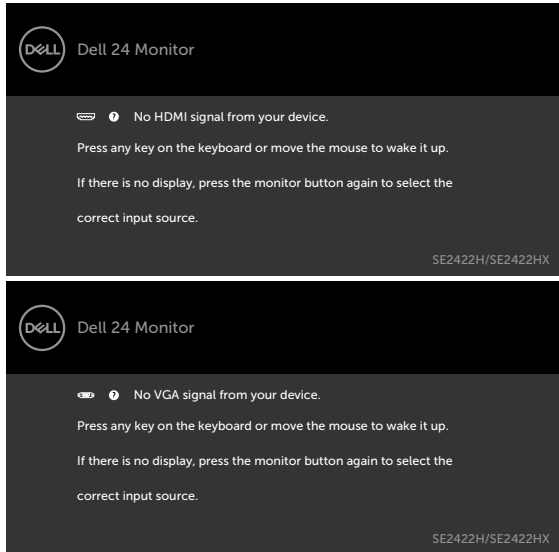 DELL Dell 24 Monitor
? No HDMI signal from your device.
Press any key on the keyboard or move the mouse to wake it up.
If there is no display, press the monitor button again to select the
correct input source.
SE2422H/SE2422HX
DELL Dell 24 Monitor
? No VGA signal from your device.
Press any key on the keyboard or move the mouse to wake it up.
If there is no display, press the monitor button again to select the
correct input source.
SE2422H/SE2422HX